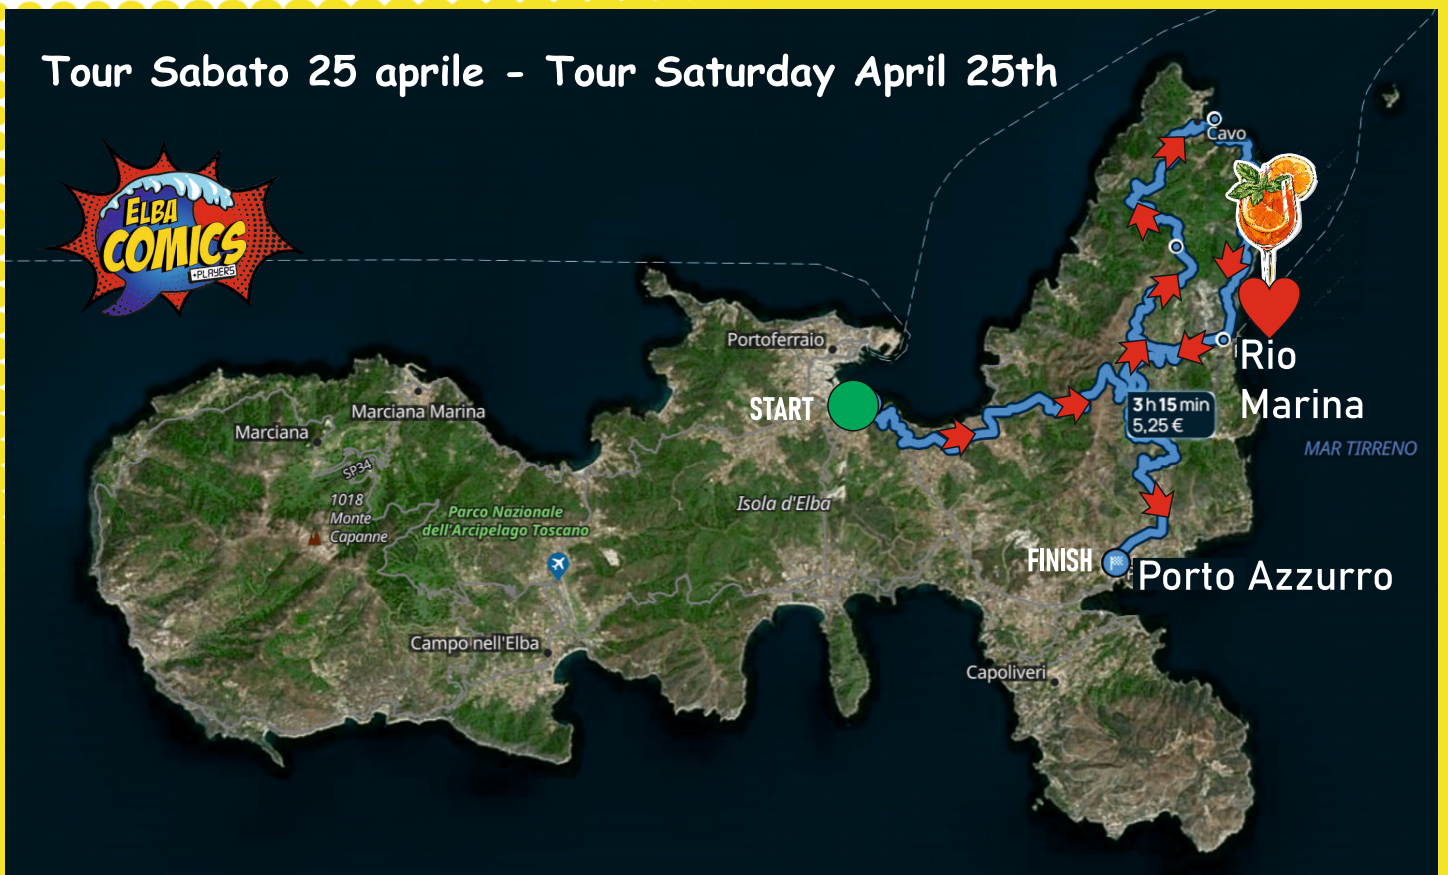 Tour Sabato 25 aprile - Tour Saturday April 25th
ELBA
COMICS
+PLAYERS
Cavo
Rio
Marina
Portoferraio
START
Marciana Marina
Marciana
SP34
1018
Monte
Capanne
Parco Nazionale
dell'Arcipelago Toscano
Isola d'Elba
3 h 15 min
5,25 €
MAR TIRRENO
FINISH
Porto Azzurro
Campo nell'Elba
Capoliveri